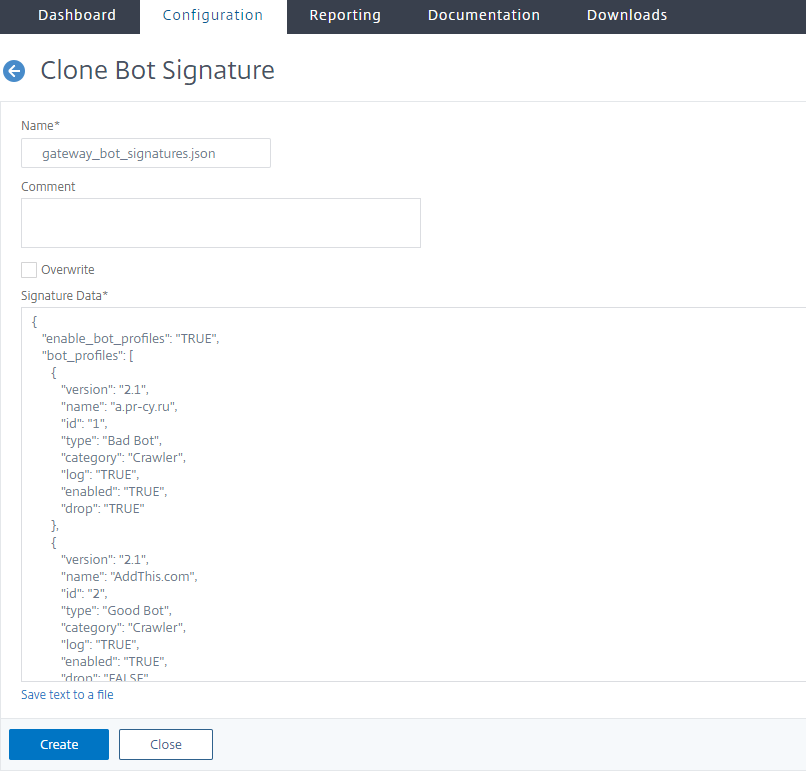 Dashboard Configuration Reporting Documentation Downloads
Clone Bot Signature
Name*
gateway_bot_signatures.json
Comment
Overwrite
Signature Data*
{
"enable_bot_profiles": "TRUE",
"bot_profiles": [
{
"version": "2.1",
"name": "a.pr-cy.ru",
"id": "1",
"type": "Bad Bot",
"category": "Crawler",
"log": "TRUE",
"enabled": "TRUE",
"drop": "TRUE"
},
{
"version": "2.1",
"name": "AddThis.com",
"id": "2",
"type": "Good Bot",
"category": "Crawler",
"log": "TRUE",
"enabled": "TRUE",
"drop": "FALSE"
Save text to a file
Create Close